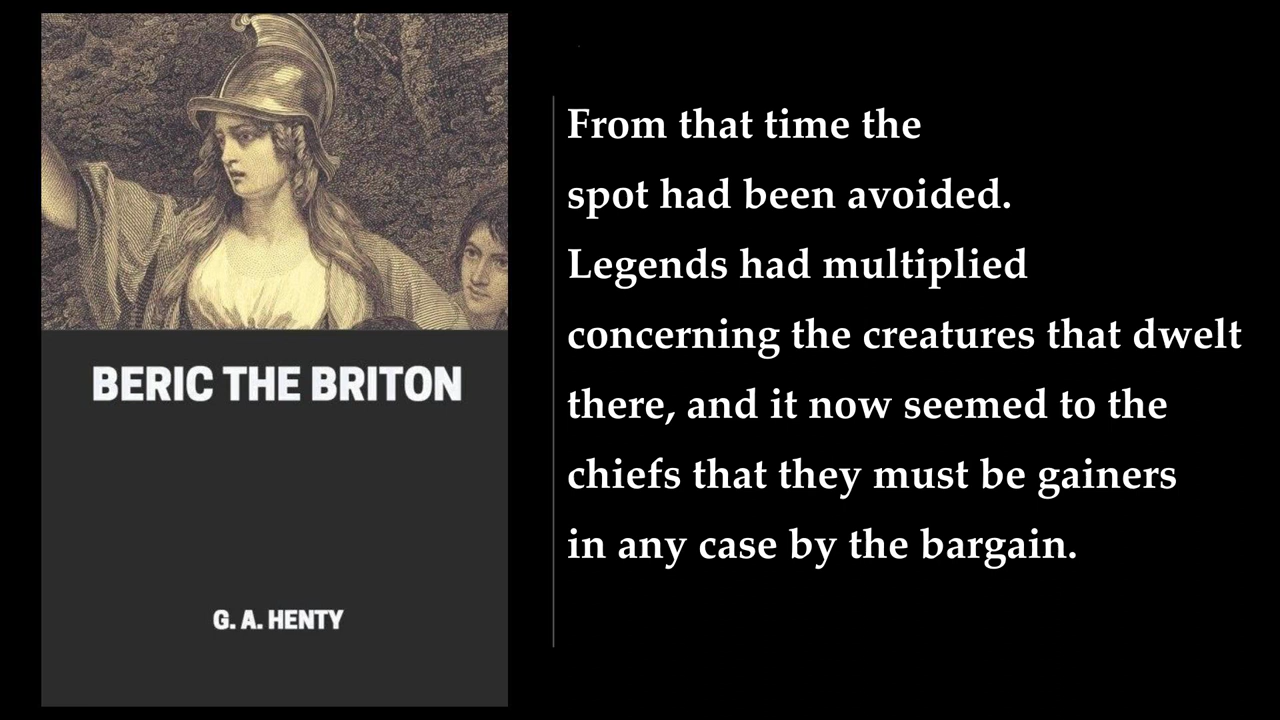 BERIC THE BRITON
G. A. HENTY
From that time the
spot had been avoided.
Legends had multiplied
concerning the creatures that dwelt
there, and it now seemed to the
chiefs that they must be gainers
in any case by the bargain.